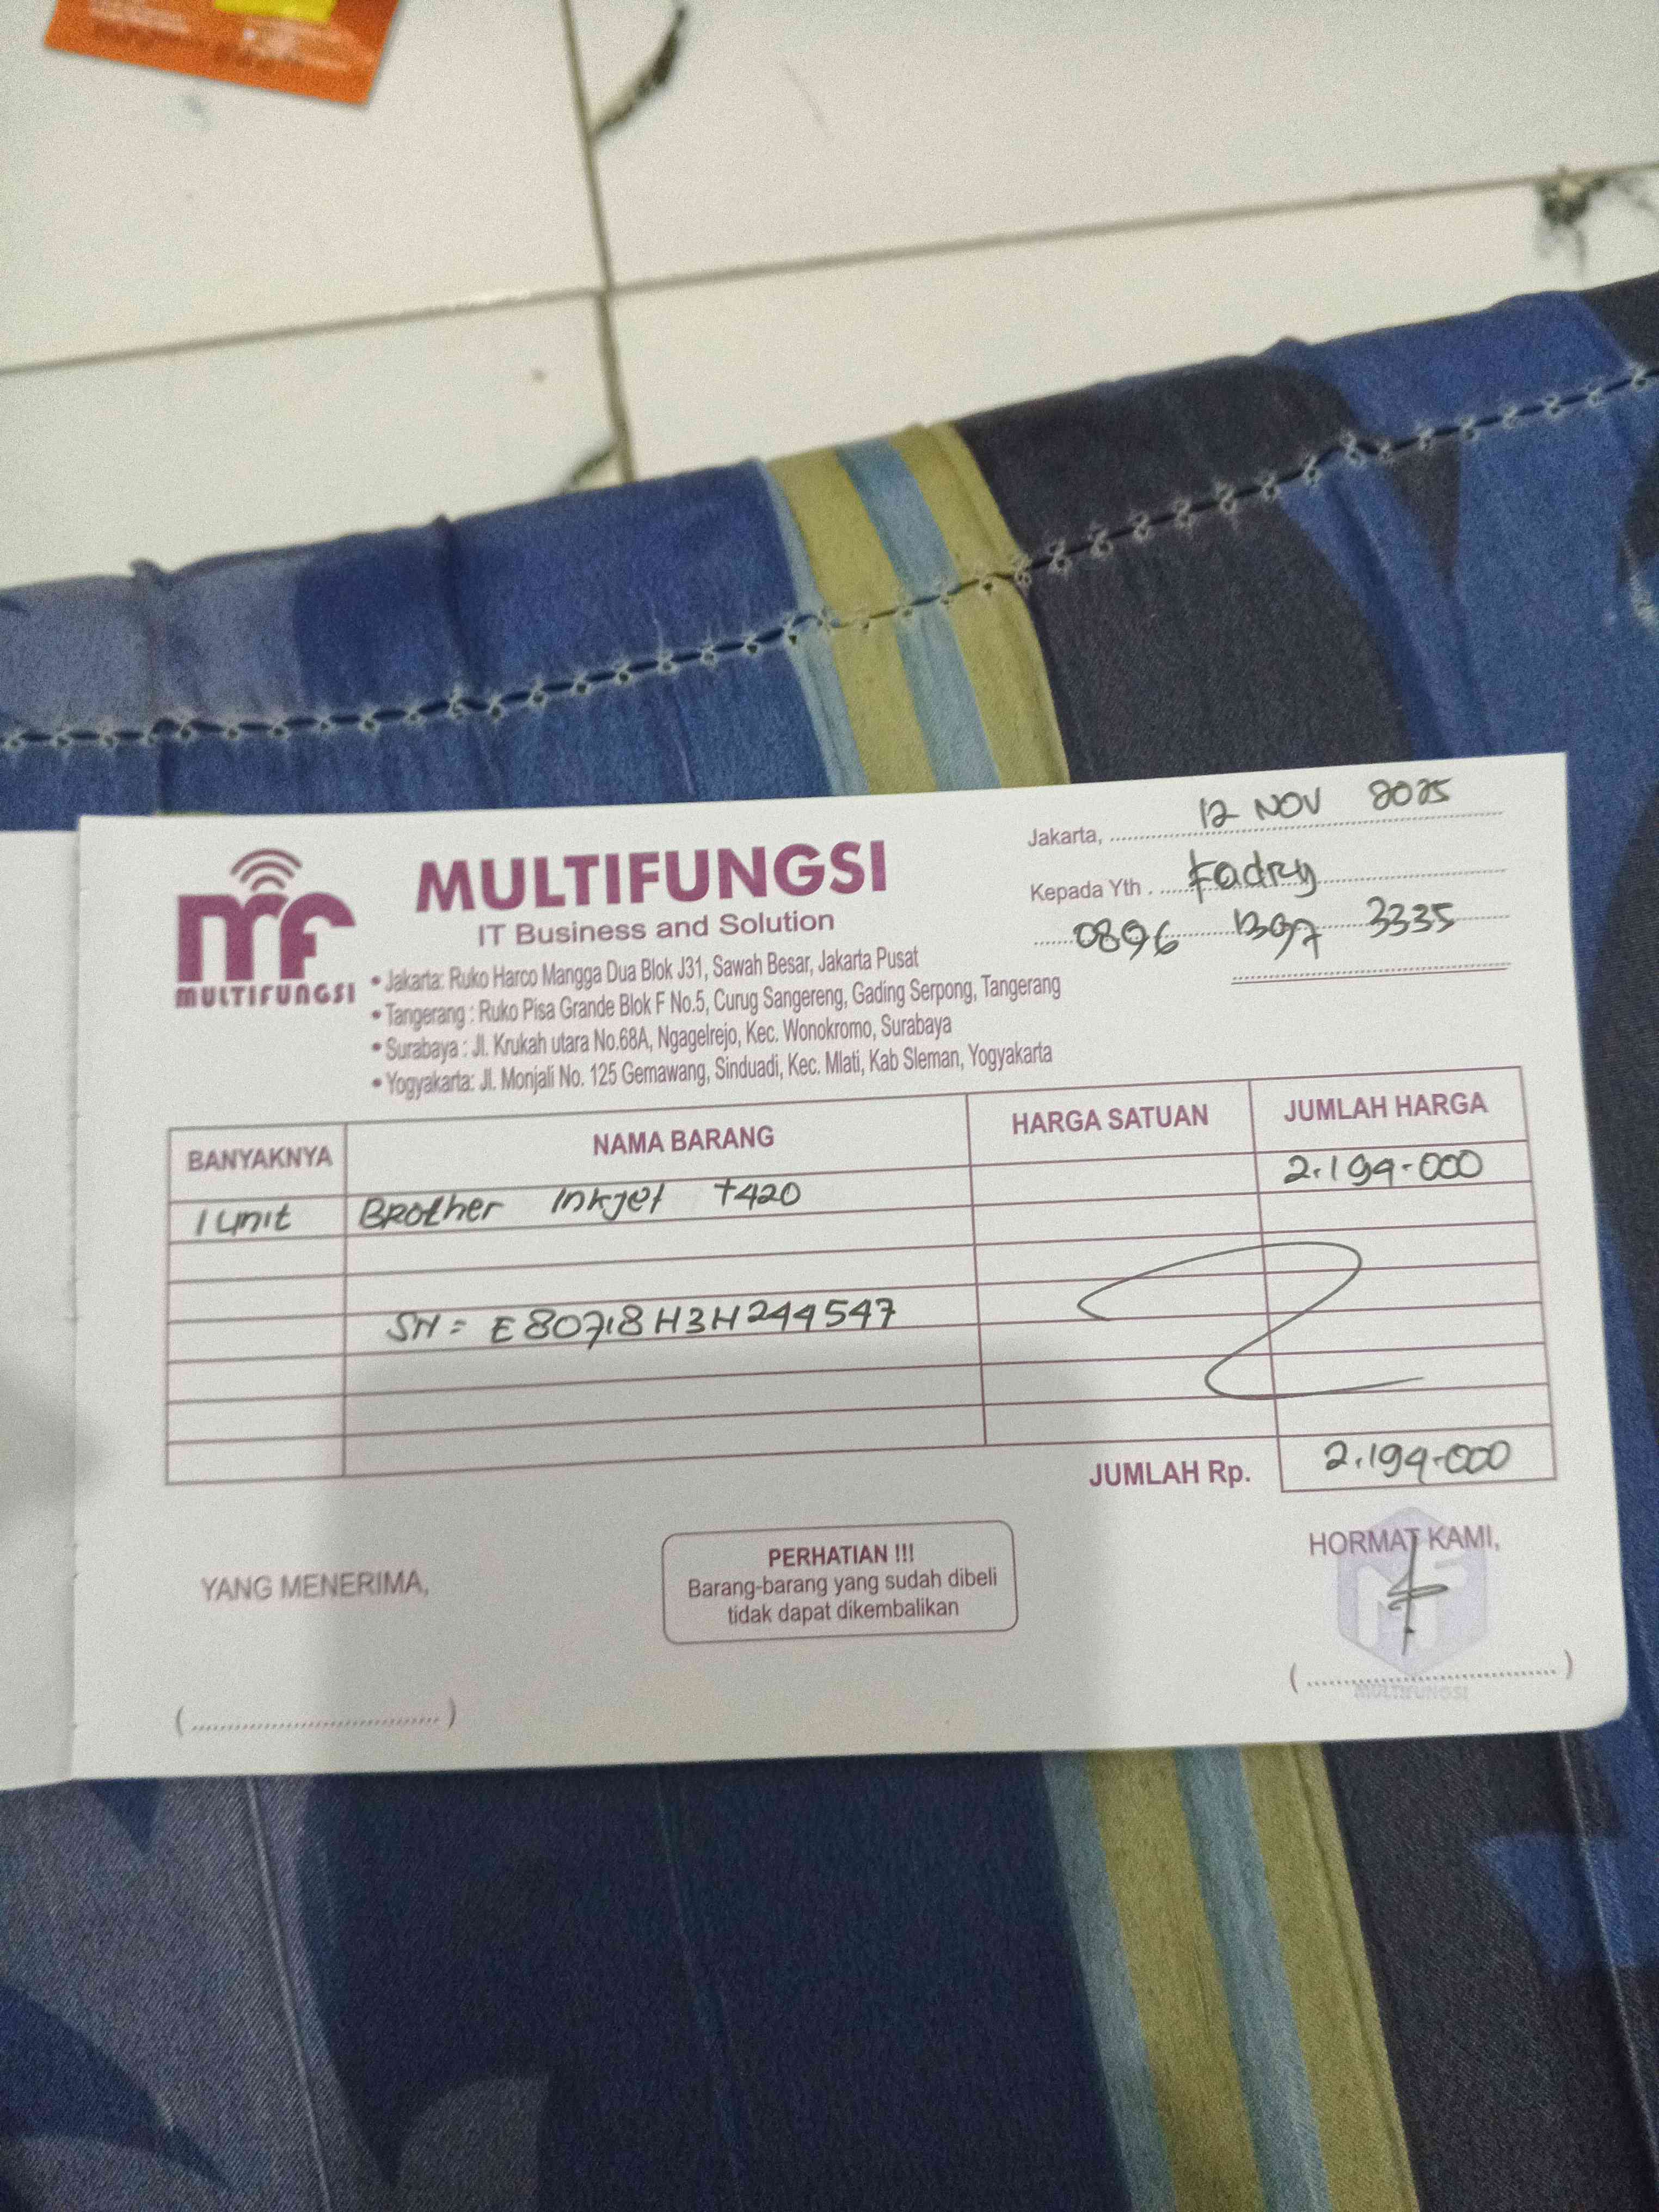 MULTIFUNGSI
IT Business and Solution
MULTIFUNGSI
• Jakarta: Ruko Harco Mangga Dua Blok J31, Sawah Besar, Jakarta Pusat
• Tangerang : Ruko Pisa Grande Blok F No.5, Curug Sangereng, Gading Serpong, Tangerang
• Surabaya : Jl. Krukah utara No.68A, Ngagelrejo, Kec. Wonokromo, Surabaya
• Yogyakarta: Jl. Monjali No. 125 Gemawang, Sinduadi, Kec. Mlati, Kab Sleman, Yogyakarta
Jakarta, 12 NOV 2025
Kepada Yth . Fadry
0896 1397 3335
BANYAKNYA NAMA BARANG HARGA SATUAN JUMLAH HARGA
1 unit Brother Inkjet T420 2.194.000
SN = E80718H3H244547
JUMLAH Rp. 2.194.000
YANG MENERIMA,
PERHATIAN !!!
Barang-barang yang sudah dibeli
tidak dapat dikembalikan
HORMAT KAMI,
MULTIFUNGSI